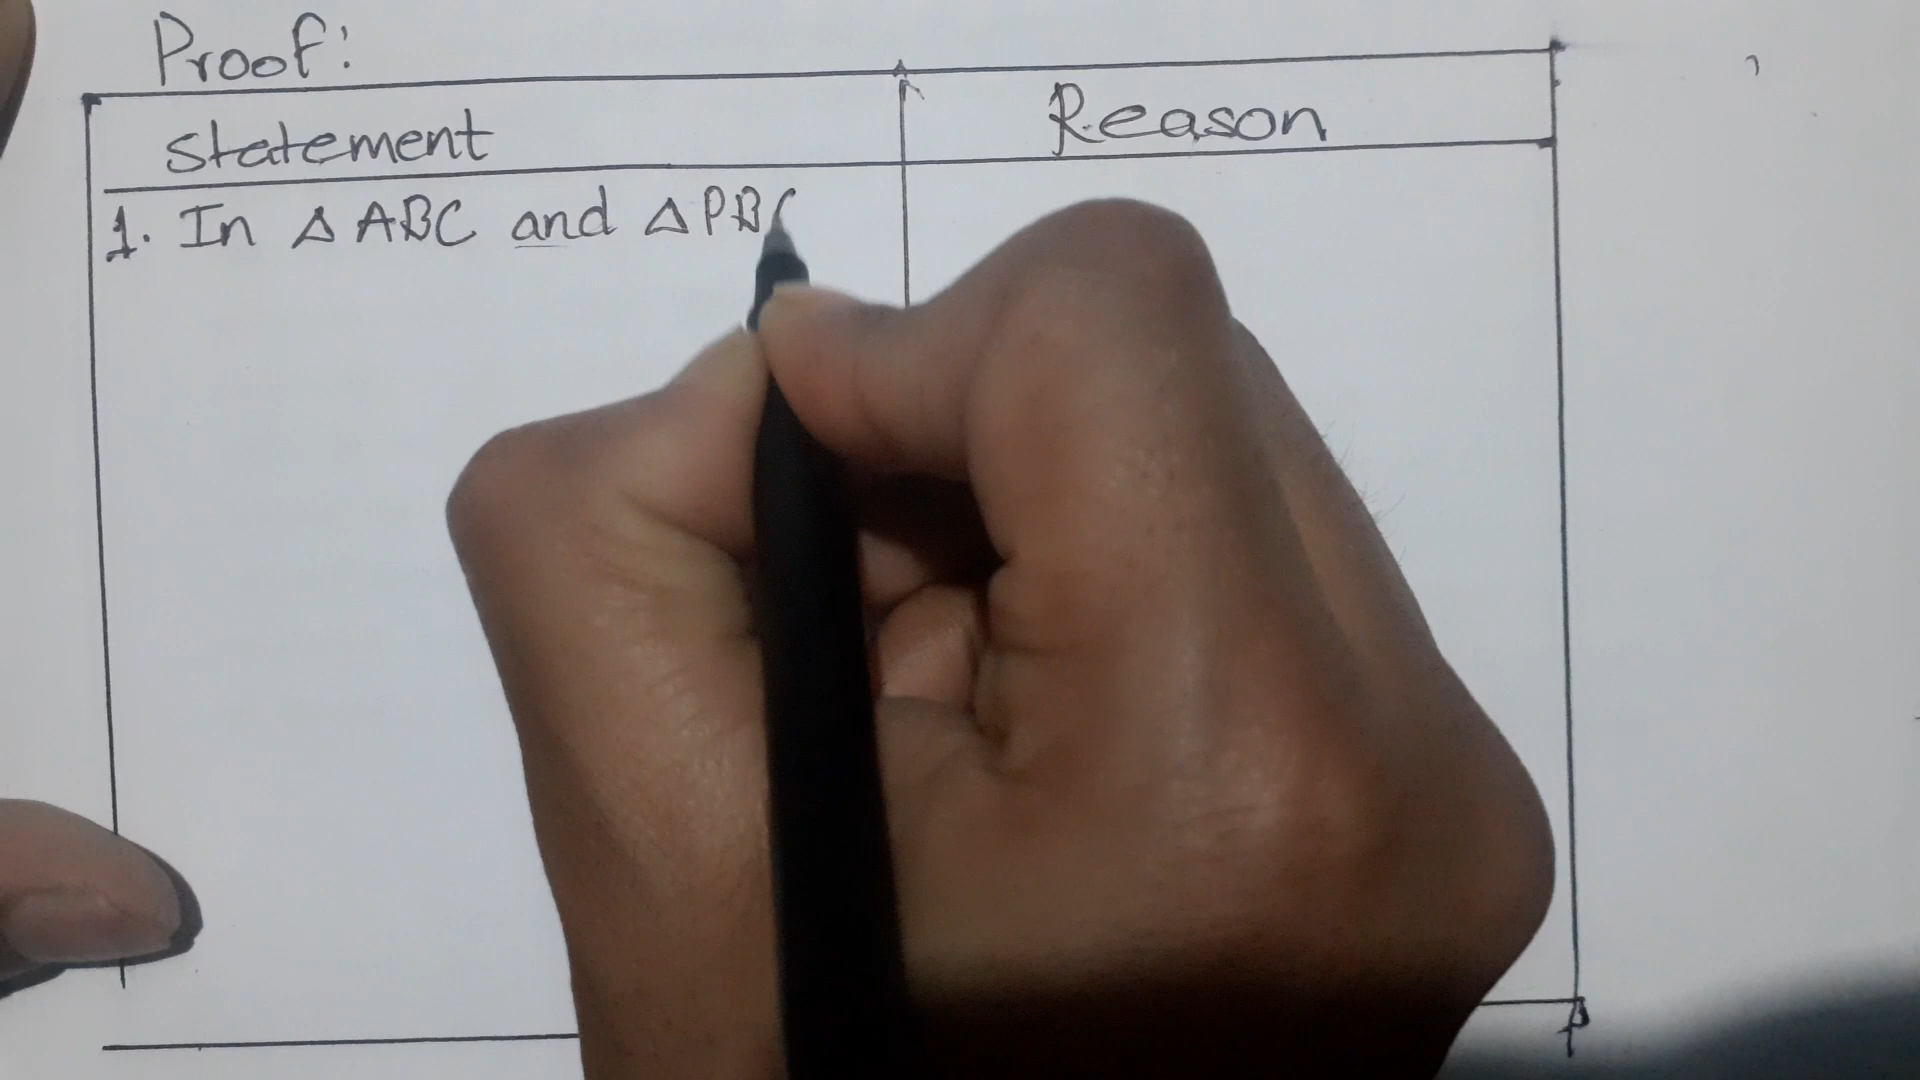 Proof:
Statement
Reason
1. In △ ABC and △ PBC